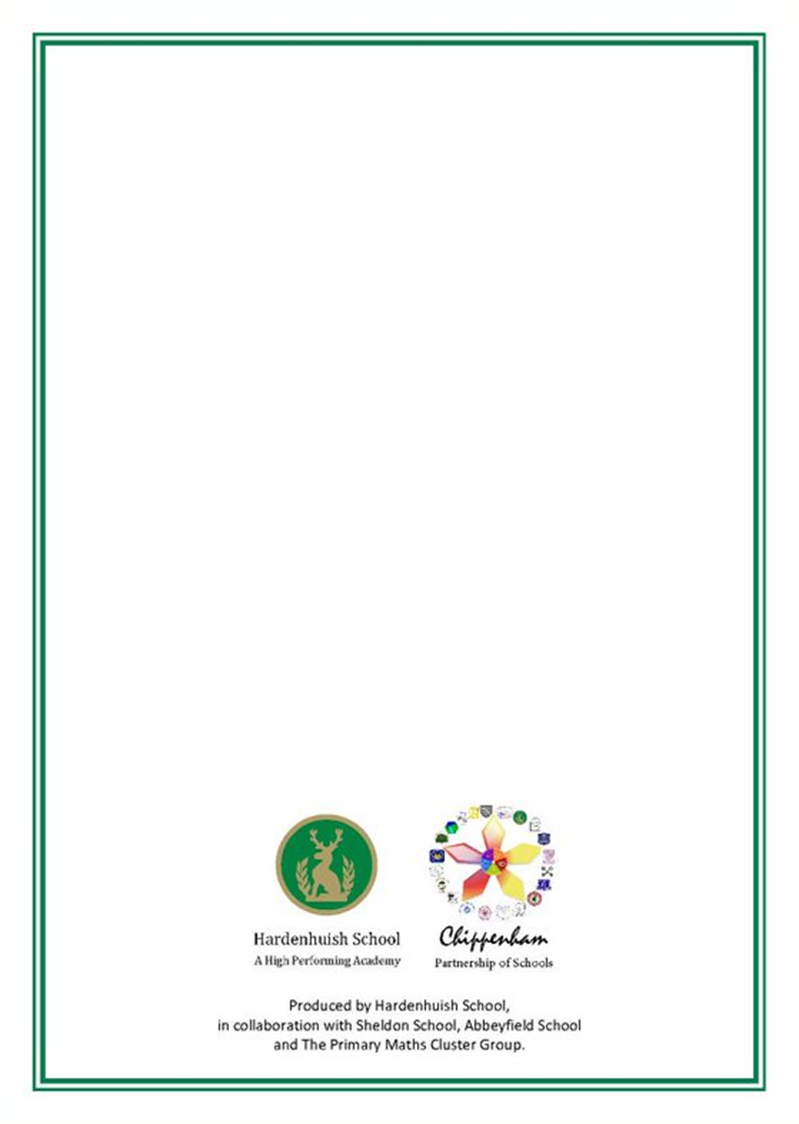 Hardenhuish School
A High Performing Academy
Chippenham
Partnership of Schools
Produced by Hardenhuish School,
in collaboration with Sheldon School, Abbeyfield School
and The Primary Maths Cluster Group.